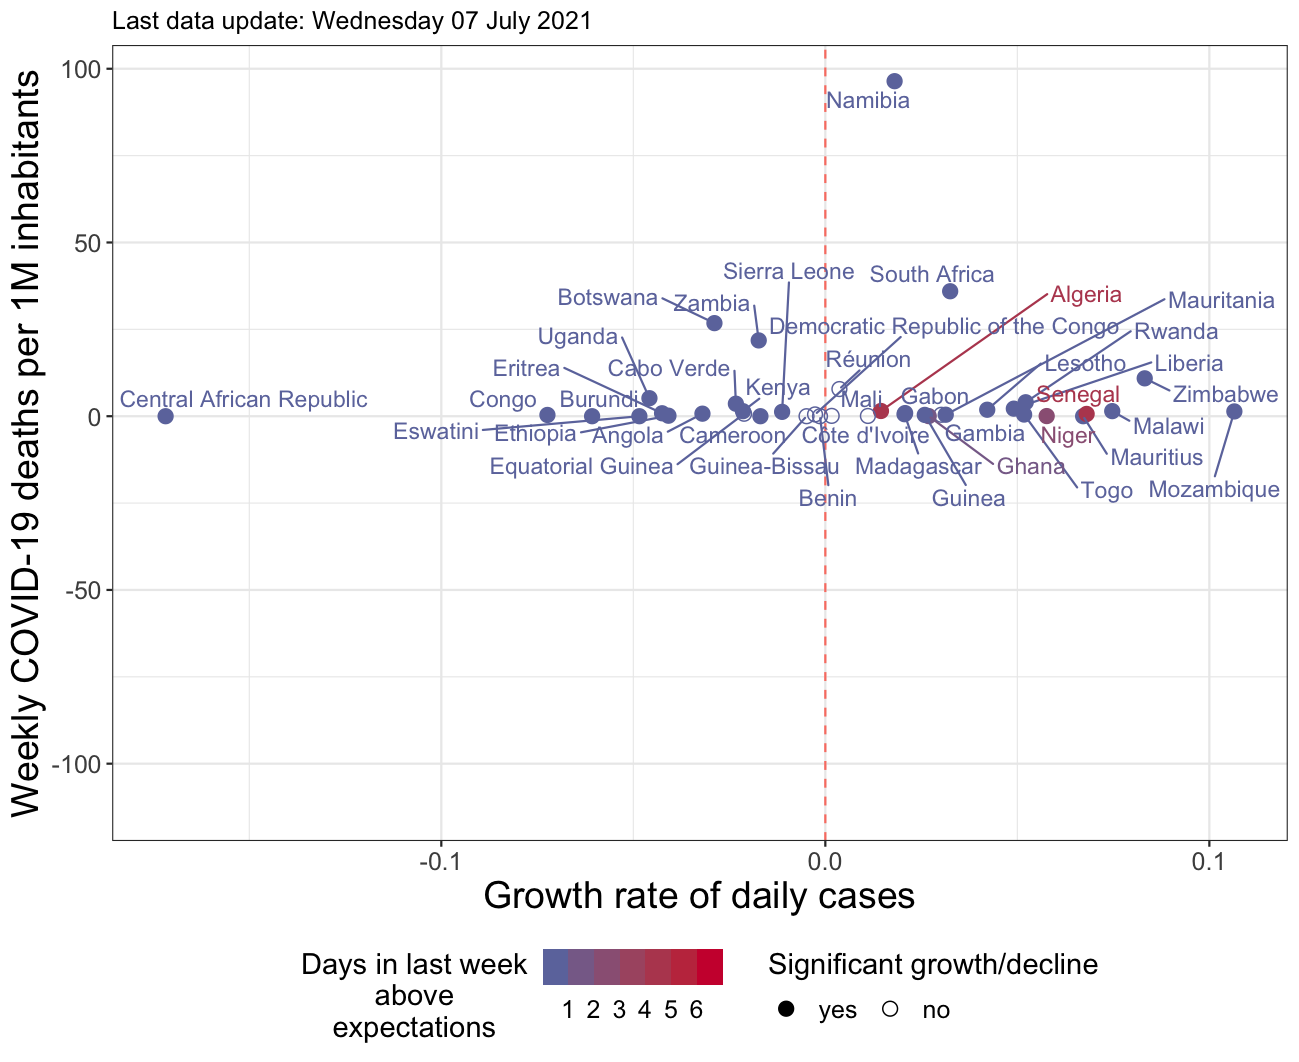 Last data update: Wednesday 07 July 2021
Weekly COVID-19 deaths per 1M inhabitants
100
50
0
-50
-100
Namibia
Sierra Leone
South Africa
Botswana
Zambia
Algeria
Mauritania
Uganda
Democratic Republic of the Congo
Rwanda
Eritrea
Cabo Verde
Réunion
Lesotho
Liberia
Central African Republic
Congo
Burundi
Kenya
Mali
Gabon
Senegal
Zimbabwe
Eswatini
Ethiopia
Angola
Cameroon
Côte d'Ivoire
Gambia
Niger
Malawi
Equatorial Guinea
Guinea-Bissau
Madagascar
Ghana
Mauritius
Benin
Guinea
Togo
Mozambique
-0.1
0.0
0.1
Growth rate of daily cases
Days in last week
above
expectations
1 2 3 4 5 6
Significant growth/decline
yes
no